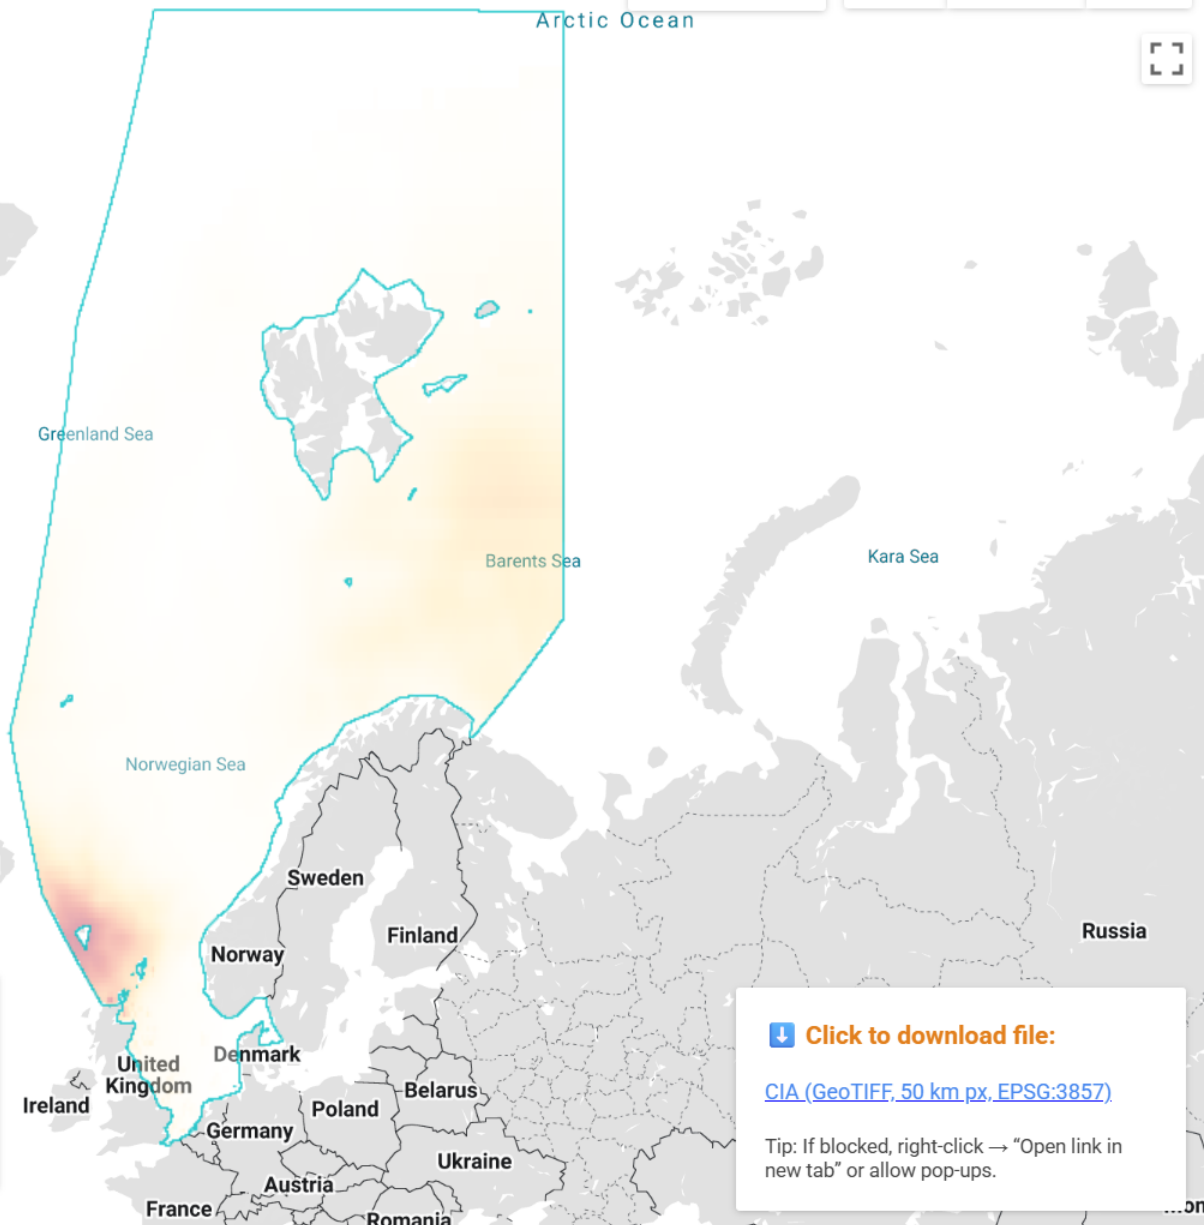 Arctic Ocean
Greenland Sea
Barents Sea
Kara Sea
Norwegian Sea
Sweden
Finland
Russia
Norway
Denmark
United
Kingdom
Belarus
Ireland
Poland
Germany
Ukraine
Austria
France
Romania
⬇️ Click to download file:
CIA (GeoTIFF, 50 km px, EPSG:3857)
Tip: If blocked, right-click → “Open link in
new tab” or allow pop-ups.